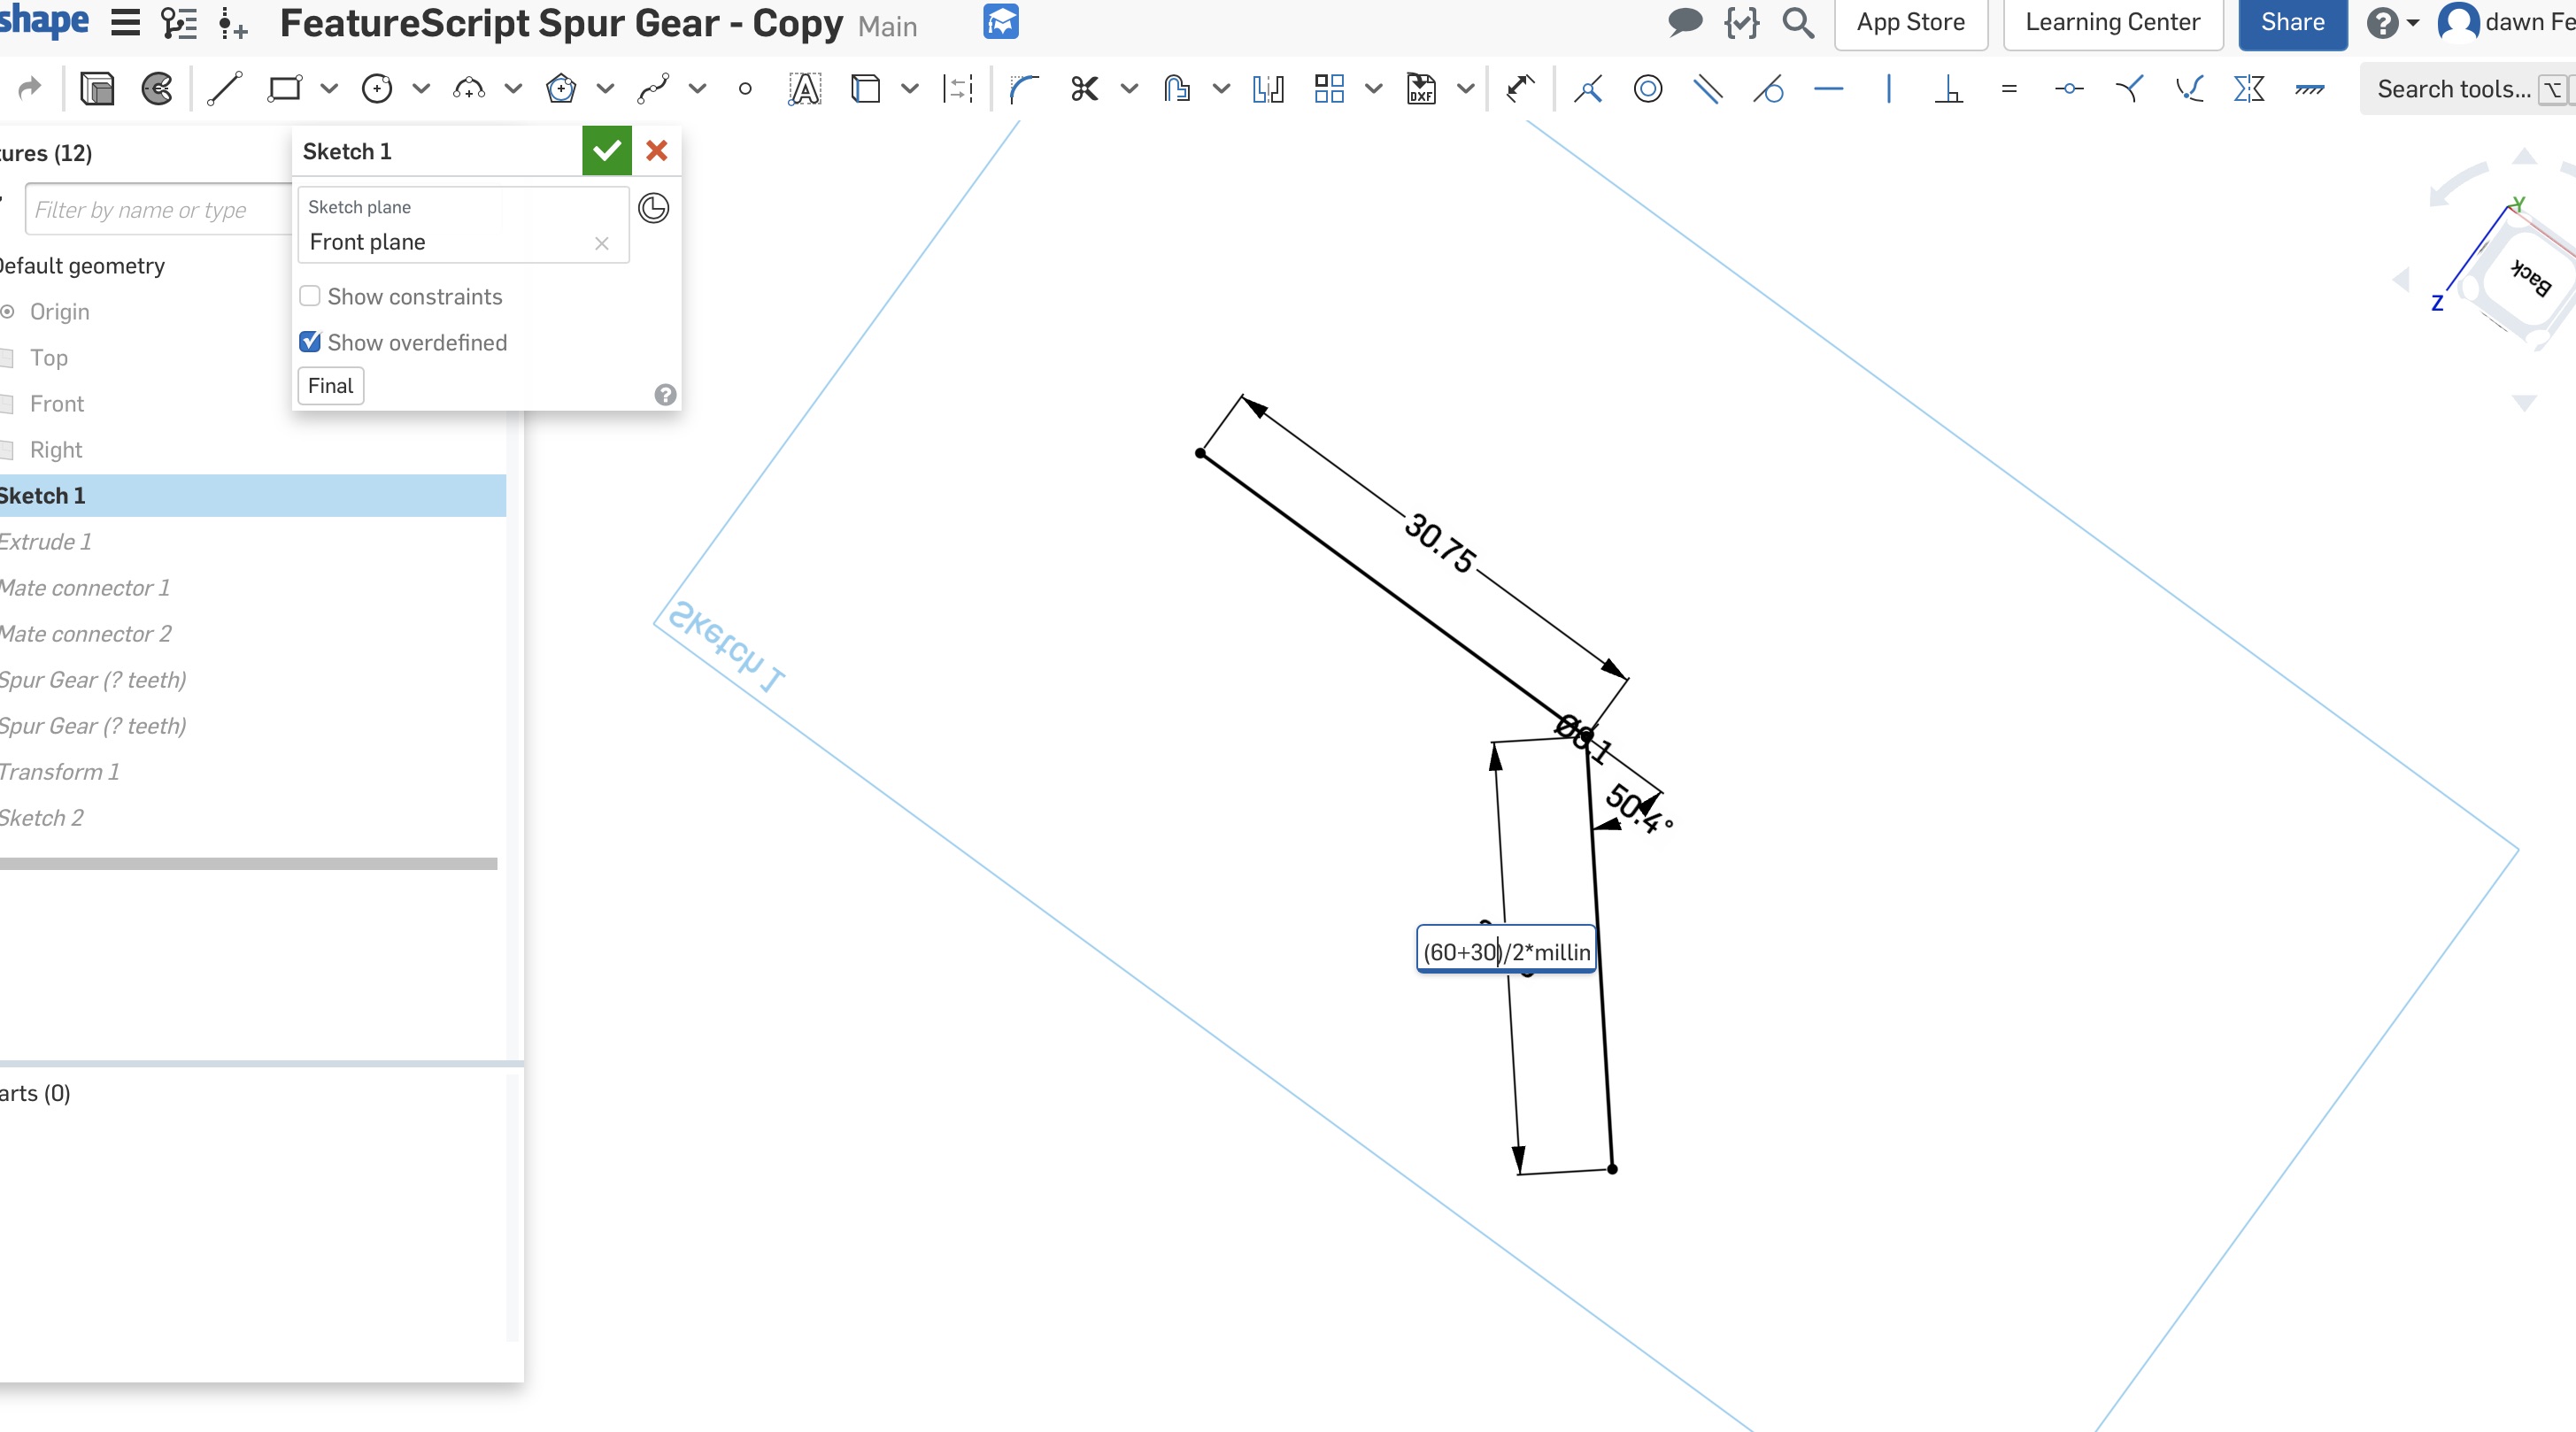 shape FeatureScript Spur Gear - Copy Main App Store Learning Center Share dawn Fe
DXF Search tools...
tures (12)
Sketch 1
Filter by name or type
Sketch plane
Front plane
Show constraints
Show overdefined
Final
Default geometry
Origin
Top
Front
Right
Sketch 1
Extrude 1
Mate connector 1
Mate connector 2
Spur Gear (? teeth)
Spur Gear (? teeth)
Transform 1
Sketch 2
arts (0)
Y
Back
Z
30.75
Sketch 1
50.4°
(60+30)/2*millin